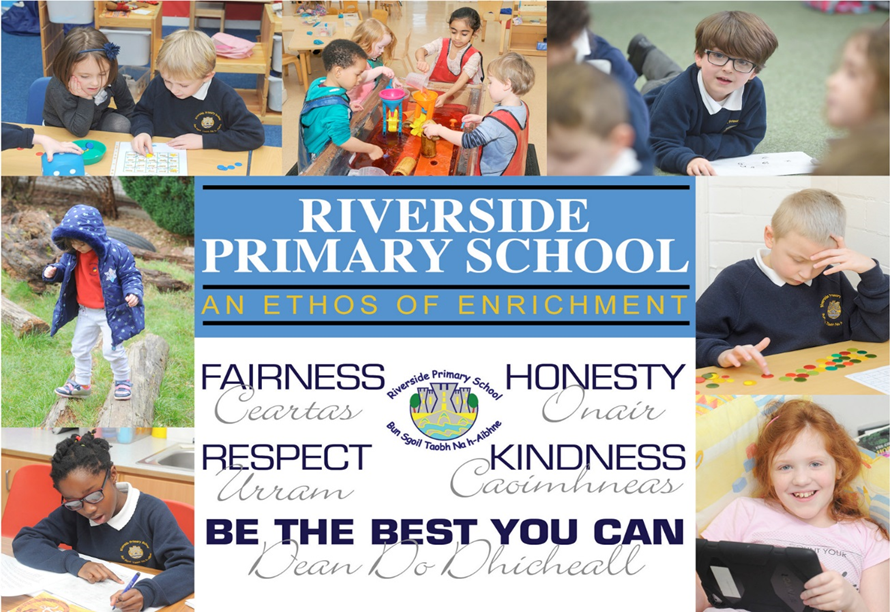 RIVERSIDE
PRIMARY SCHOOL
AN ETHOS OF ENRICHMENT
FAIRNESS
Ceartas
HONESTY
Onair
Riverside Primary School
Bun Sgoil Taobh Na h-Aibhne
RESPECT
Urram
KINDNESS
Caoimhneas
BE THE BEST YOU CAN
Dean Do Dhicheall